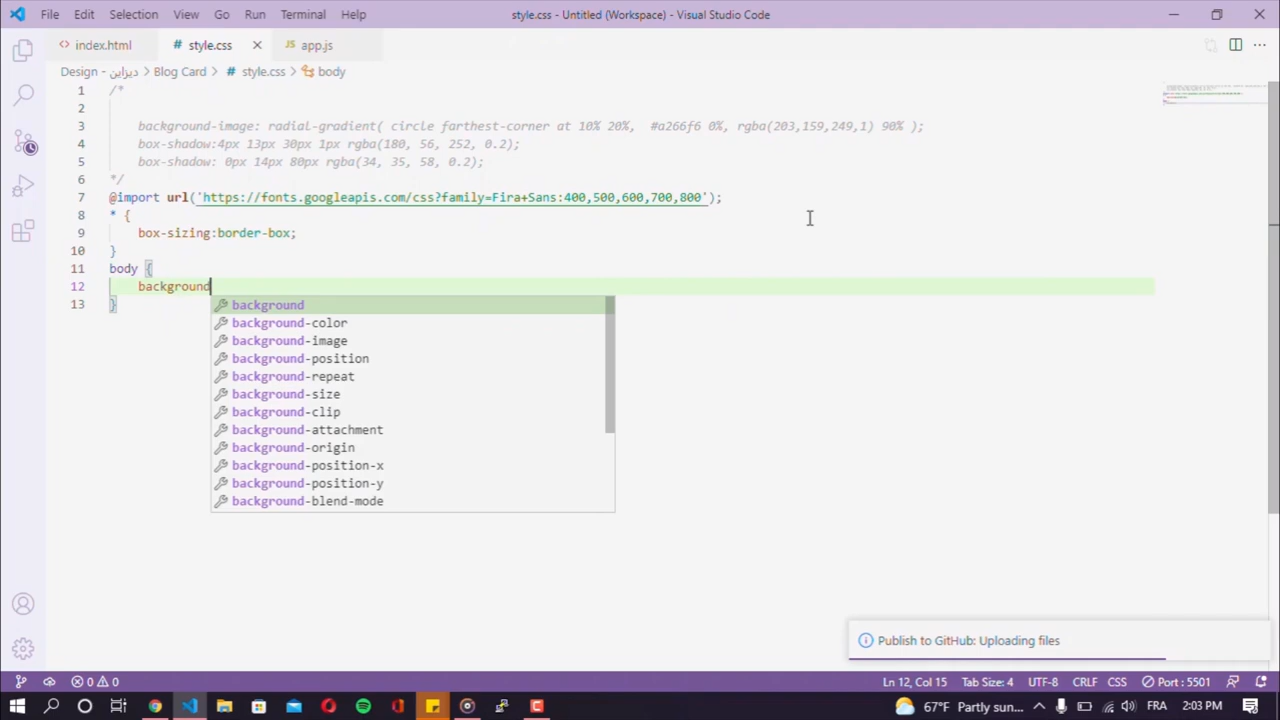 File Edit Selection View Go Run Terminal Help style.css - Untitled (Workspace) - Visual Studio Code
<> index.html # style.css × JS app.js
Design - ديزاين > Blog Card > # style.css > body
1 /*
2
3 background-image: radial-gradient( circle farthest-corner at 10% 20%, #a266f6 0%, rgba(203,159,249,1) 90% );
4 box-shadow:4px 13px 30px 1px rgba(180, 56, 252, 0.2);
5 box-shadow: 0px 14px 80px rgba(34, 35, 58, 0.2);
6 */
7 @import url('https://fonts.googleapis.com/css?family=Fira+Sans:400,500,600,700,800');
8 * {
9 box-sizing:border-box;
10 }
11 body {
12 background
13 }
background
background-color
background-image
background-position
background-repeat
background-size
background-clip
background-attachment
background-origin
background-position-x
background-position-y
background-blend-mode
Publish to GitHub: Uploading files
0 0 Ln 12, Col 15 Tab Size: 4 UTF-8 CRLF CSS Port : 5501
67°F Partly sun... FRA 2:03 PM